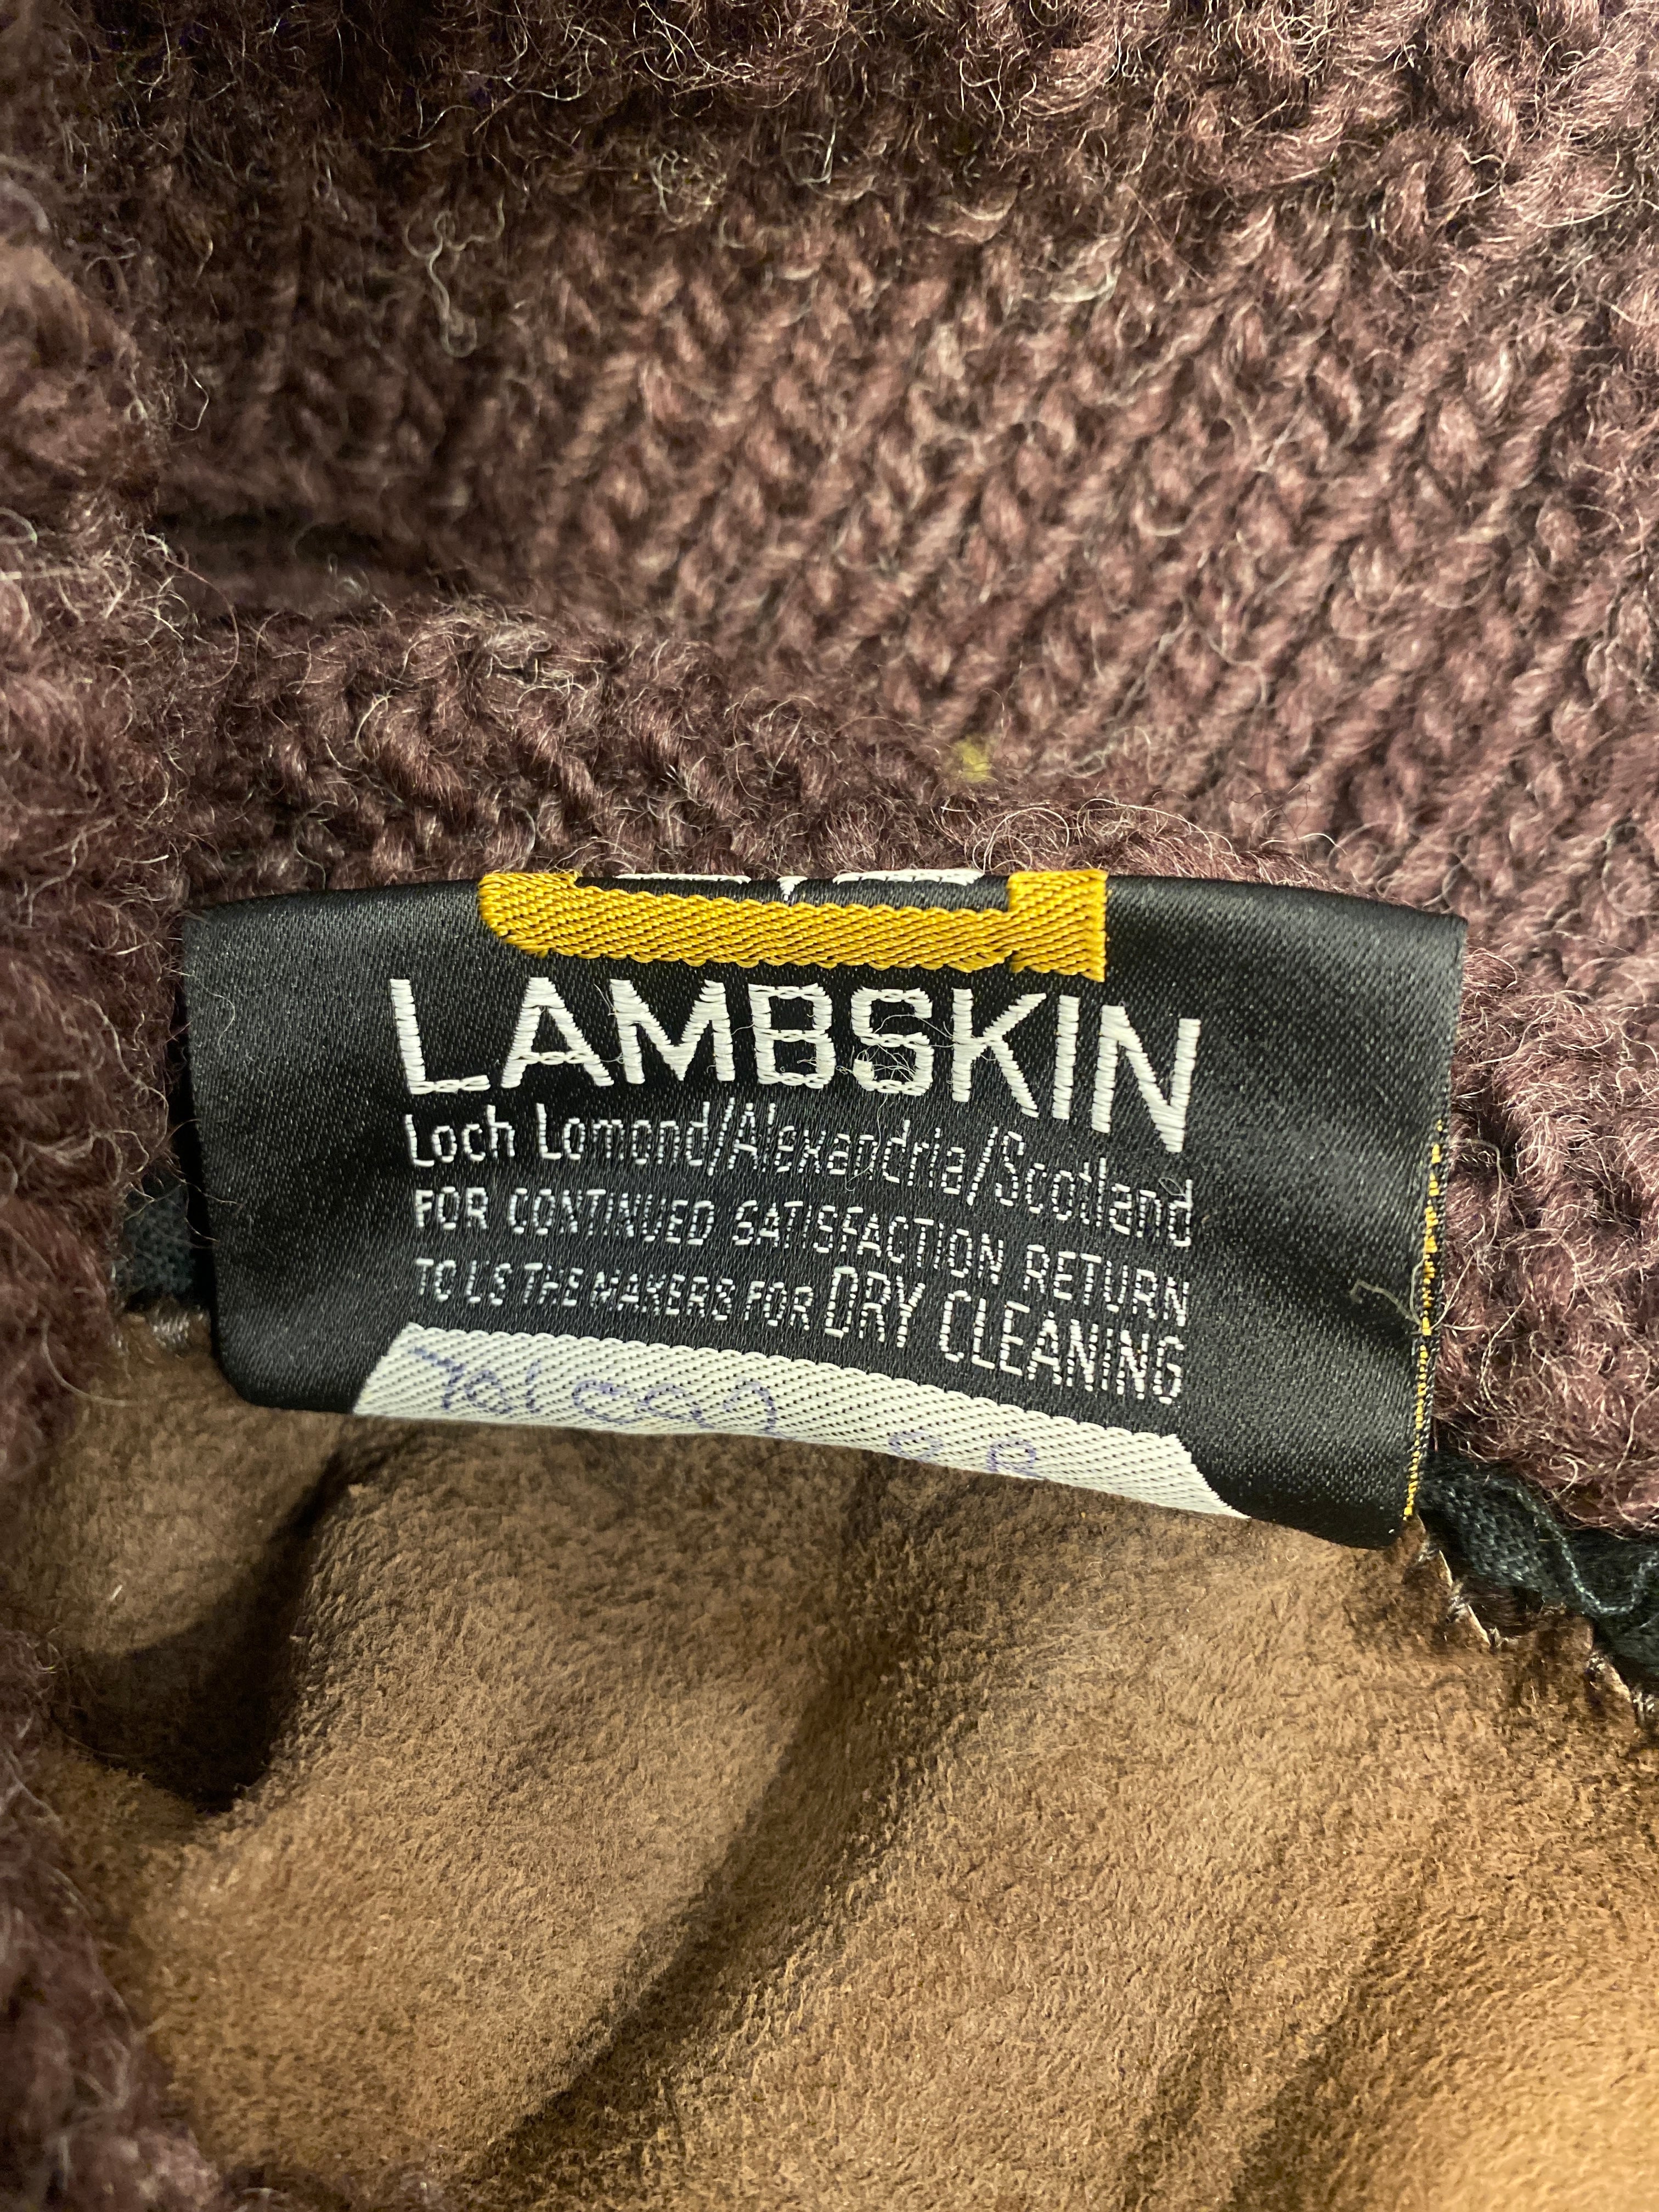 LAMBSKIN
Loch Lomond/Alexandria/Scotland
FOR CONTINUED SATISFACTION RETURN
TO US THE MAKERS FOR DRY CLEANING